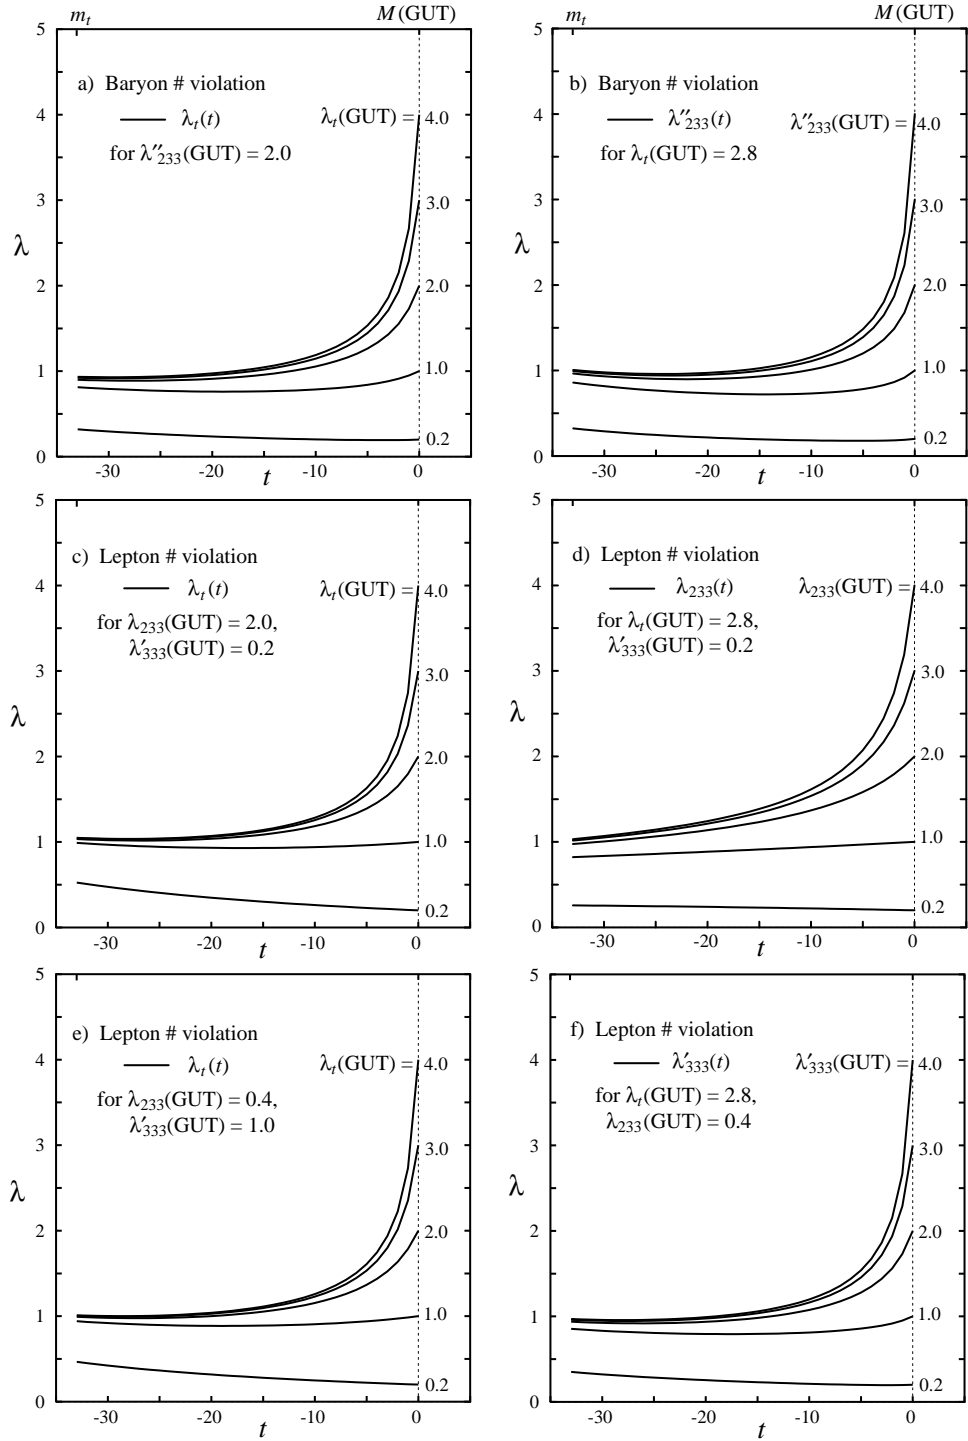 m_t M(GUT)
5
4
3
2
1
0
λ
a) Baryon # violation
λ_t(t)
for λ″_233(GUT) = 2.0
λ_t(GUT) = 4.0
3.0
2.0
1.0
0.2
-30 -20 -10 0
t
m_t M(GUT)
5
4
3
2
1
0
λ
b) Baryon # violation
λ″_233(t)
for λ_t(GUT) = 2.8
λ″_233(GUT) = 4.0
3.0
2.0
1.0
0.2
-30 -20 -10 0
t
5
4
3
2
1
0
λ
c) Lepton # violation
λ_t(t)
for λ_233(GUT) = 2.0,
λ′_333(GUT) = 0.2
λ_t(GUT) = 4.0
3.0
2.0
1.0
0.2
-30 -20 -10 0
t
5
4
3
2
1
0
λ
d) Lepton # violation
λ_233(t)
for λ_t(GUT) = 2.8,
λ′_333(GUT) = 0.2
λ_233(GUT) = 4.0
3.0
2.0
1.0
0.2
-30 -20 -10 0
t
5
4
3
2
1
0
λ
e) Lepton # violation
λ_t(t)
for λ_233(GUT) = 0.4,
λ′_333(GUT) = 1.0
λ_t(GUT) = 4.0
3.0
2.0
1.0
0.2
-30 -20 -10 0
t
5
4
3
2
1
0
λ
f) Lepton # violation
λ′_333(t)
for λ_t(GUT) = 2.8,
λ_233(GUT) = 0.4
λ′_333(GUT) = 4.0
3.0
2.0
1.0
0.2
-30 -20 -10 0
t